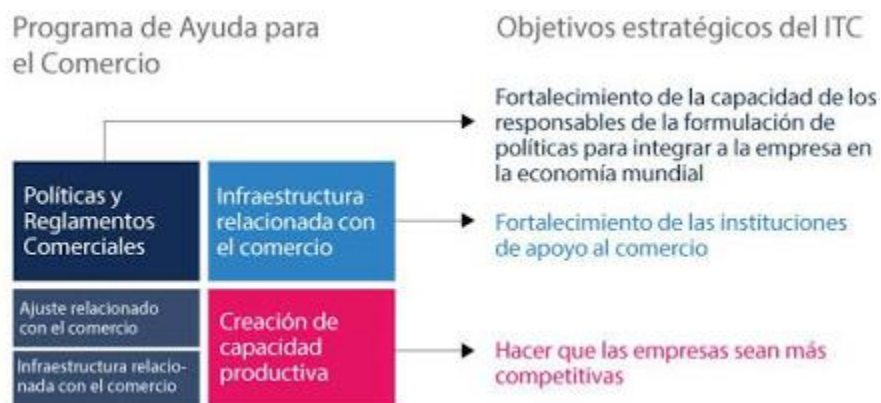 Programa de Ayuda para
el Comercio
Objetivos estratégicos del ITC
Fortalecimiento de la capacidad de los
responsables de la formulación de
políticas para integrar a la empresa en
la economía mundial
Políticas y
Reglamentos
Comerciales
Infraestructura
relacionada con
el comercio
Fortalecimiento de las instituciones
de apoyo al comercio
Ajuste relacionado
con el comercio
Infraestructura relacio-
nada con el comercio
Creación de
capacidad
productiva
Hacer que las empresas sean más
competitivas